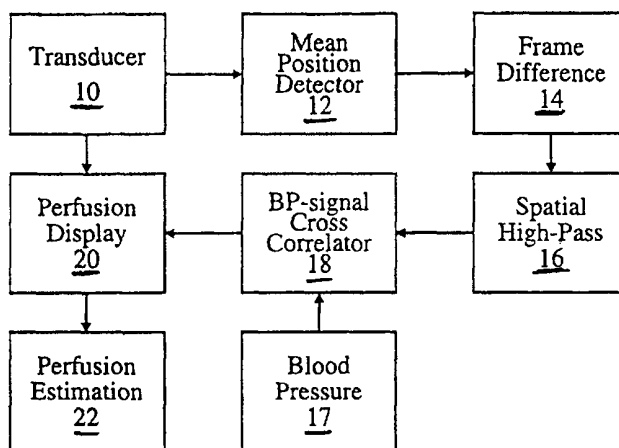 Transducer
10
Mean
Position
Detector
12
Frame
Difference
14
Perfusion
Display
20
BP-signal
Cross
Correlator
18
Spatial
High-Pass
16
Perfusion
Estimation
22
Blood
Pressure
17